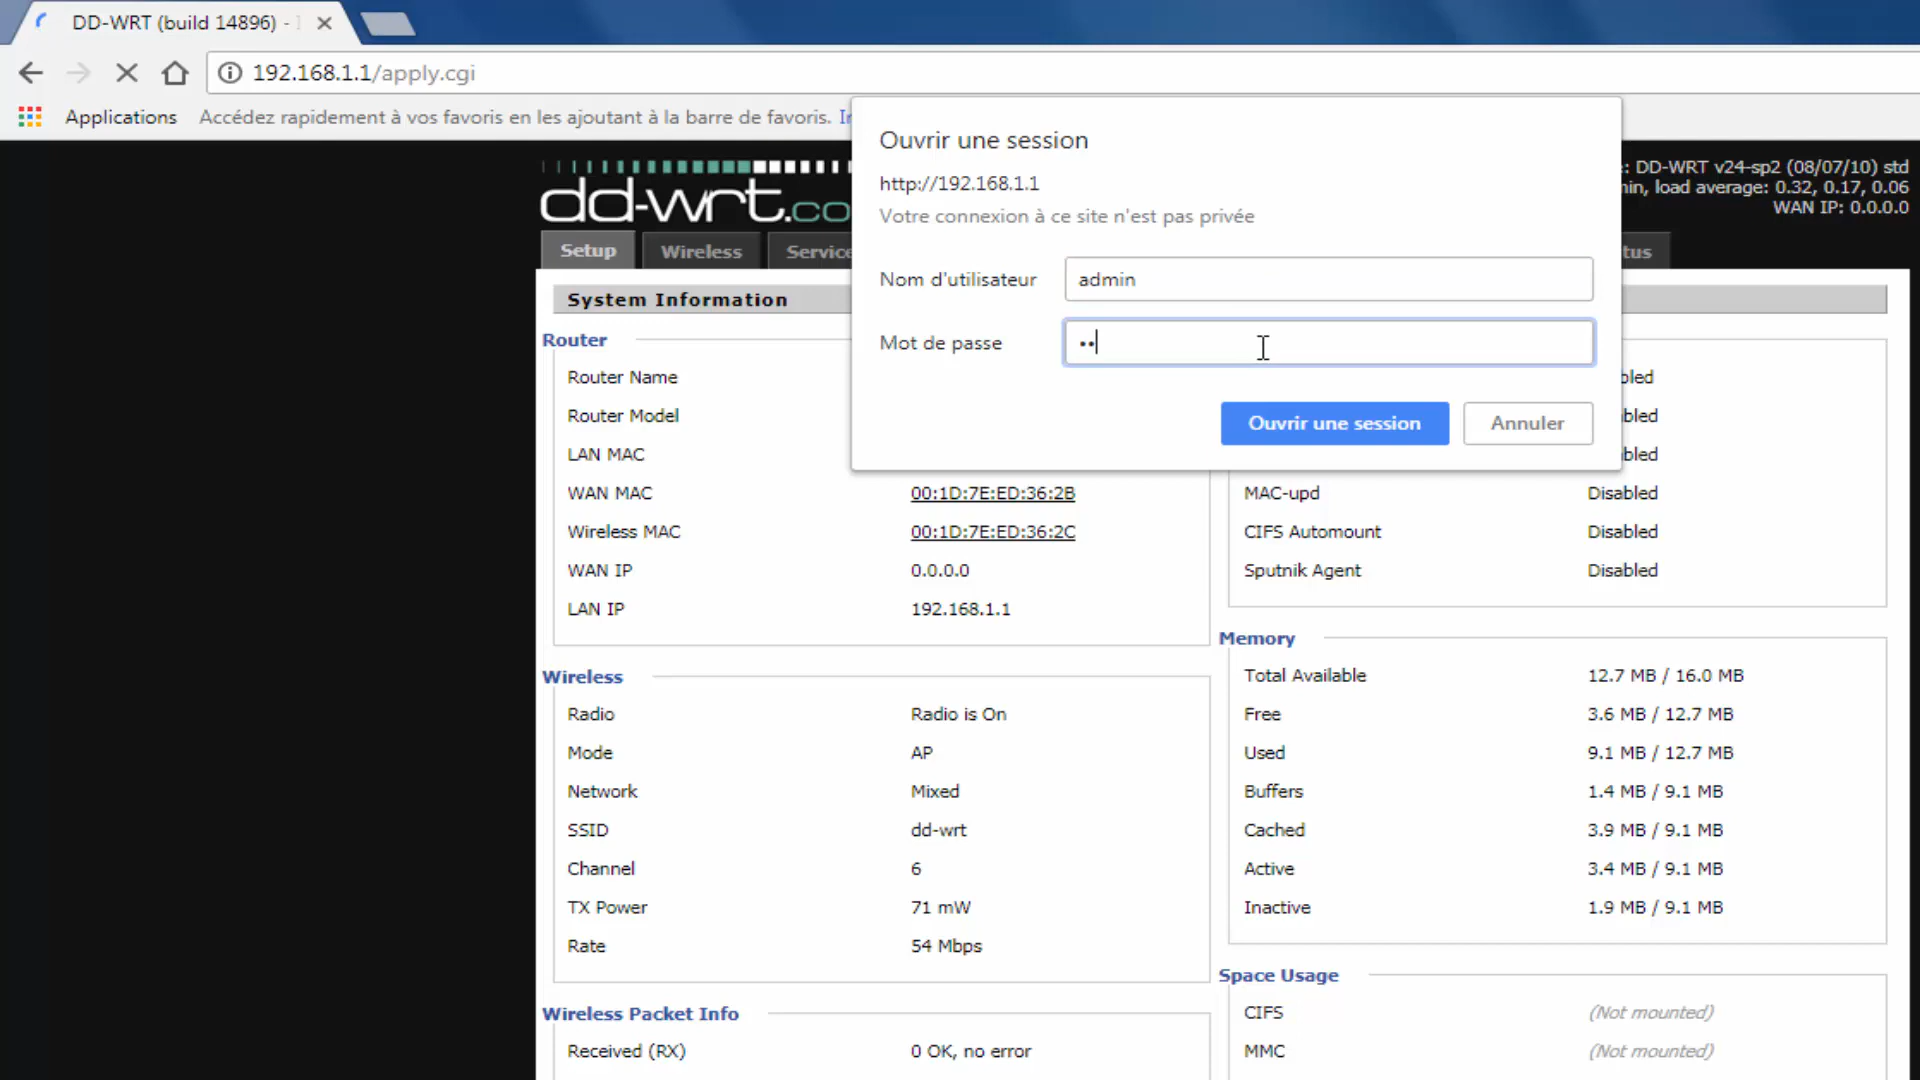 DD-WRT (build 14896) -
192.168.1.1/apply.cgi
Applications
Accédez rapidement à vos favoris en les ajoutant à la barre de favoris.
dd-wrt.co
: DD-WRT v24-sp2 (08/07/10) std
in, load average: 0.32, 0.17, 0.06
WAN IP: 0.0.0.0
Setup
Wireless
Service
tus
Ouvrir une session
http://192.168.1.1
Votre connexion à ce site n'est pas privée
Nom d'utilisateur
admin
Mot de passe
••
Ouvrir une session
Annuler
System Information
Router
Router Name
Router Model
LAN MAC
WAN MAC 00:1D:7E:ED:36:2B
Wireless MAC 00:1D:7E:ED:36:2C
WAN IP 0.0.0.0
LAN IP 192.168.1.1
Wireless
Radio Radio is On
Mode AP
Network Mixed
SSID dd-wrt
Channel 6
TX Power 71 mW
Rate 54 Mbps
Wireless Packet Info
Received (RX) 0 OK, no error
bled
bled
bled
MAC-upd Disabled
CIFS Automount Disabled
Sputnik Agent Disabled
Memory
Total Available 12.7 MB / 16.0 MB
Free 3.6 MB / 12.7 MB
Used 9.1 MB / 12.7 MB
Buffers 1.4 MB / 9.1 MB
Cached 3.9 MB / 9.1 MB
Active 3.4 MB / 9.1 MB
Inactive 1.9 MB / 9.1 MB
Space Usage
CIFS (Not mounted)
MMC (Not mounted)